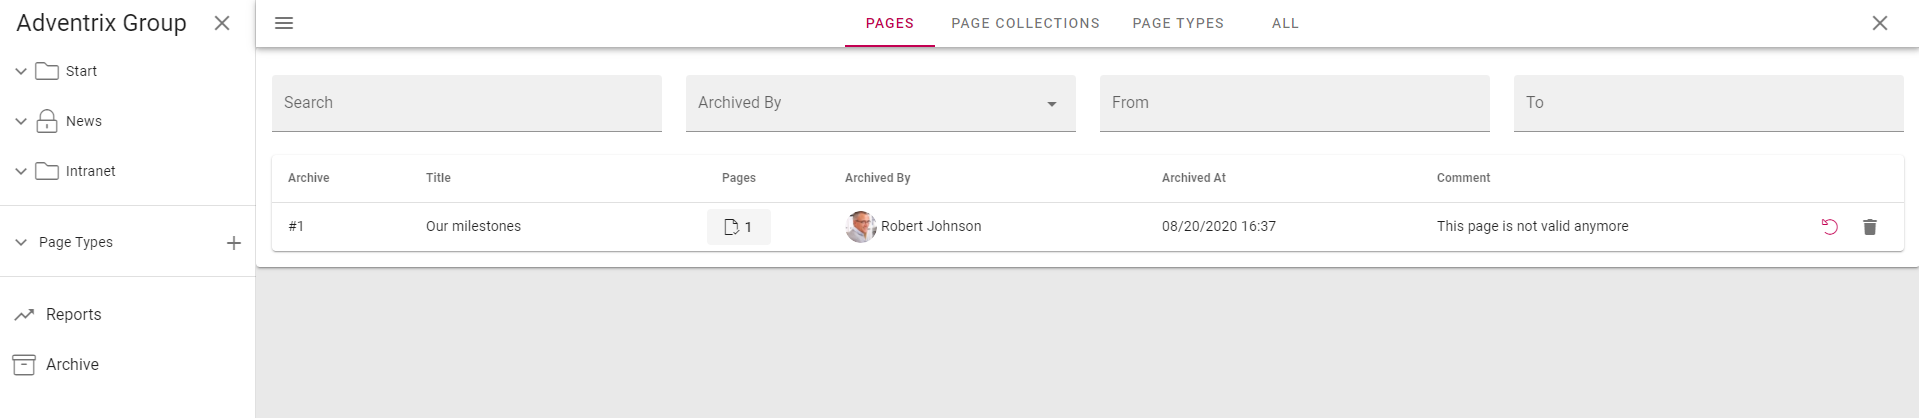 Adventrix Group
Start
News
Intranet
Page Types
Reports
Archive
PAGES PAGE COLLECTIONS PAGE TYPES ALL
Search Archived By From To
Archive Title Pages Archived By Archived At Comment
#1 Our milestones 1 Robert Johnson 08/20/2020 16:37 This page is not valid anymore